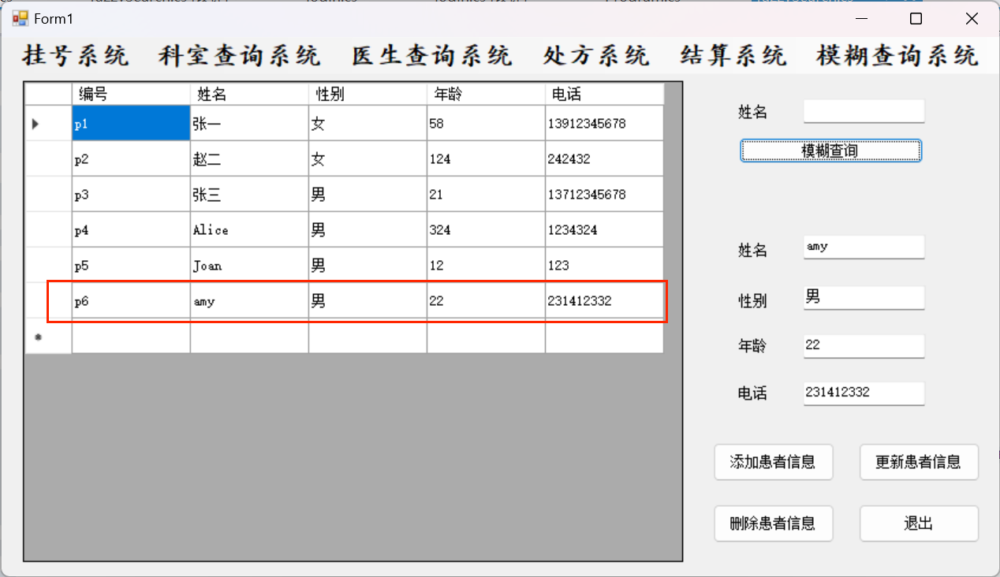 Form1
挂号系统 科室查询系统 医生查询系统 处方系统 结算系统 模糊查询系统
编号 姓名 性别 年龄 电话
p1 张一 女 58 13912345678
p2 赵二 女 124 242432
p3 张三 男 21 13712345678
p4 Alice 男 324 1234324
p5 Joan 男 12 123
p6 amy 男 22 231412332
姓名
模糊查询
姓名 amy
性别 男
年龄 22
电话 231412332
添加患者信息 更新患者信息
删除患者信息 退出